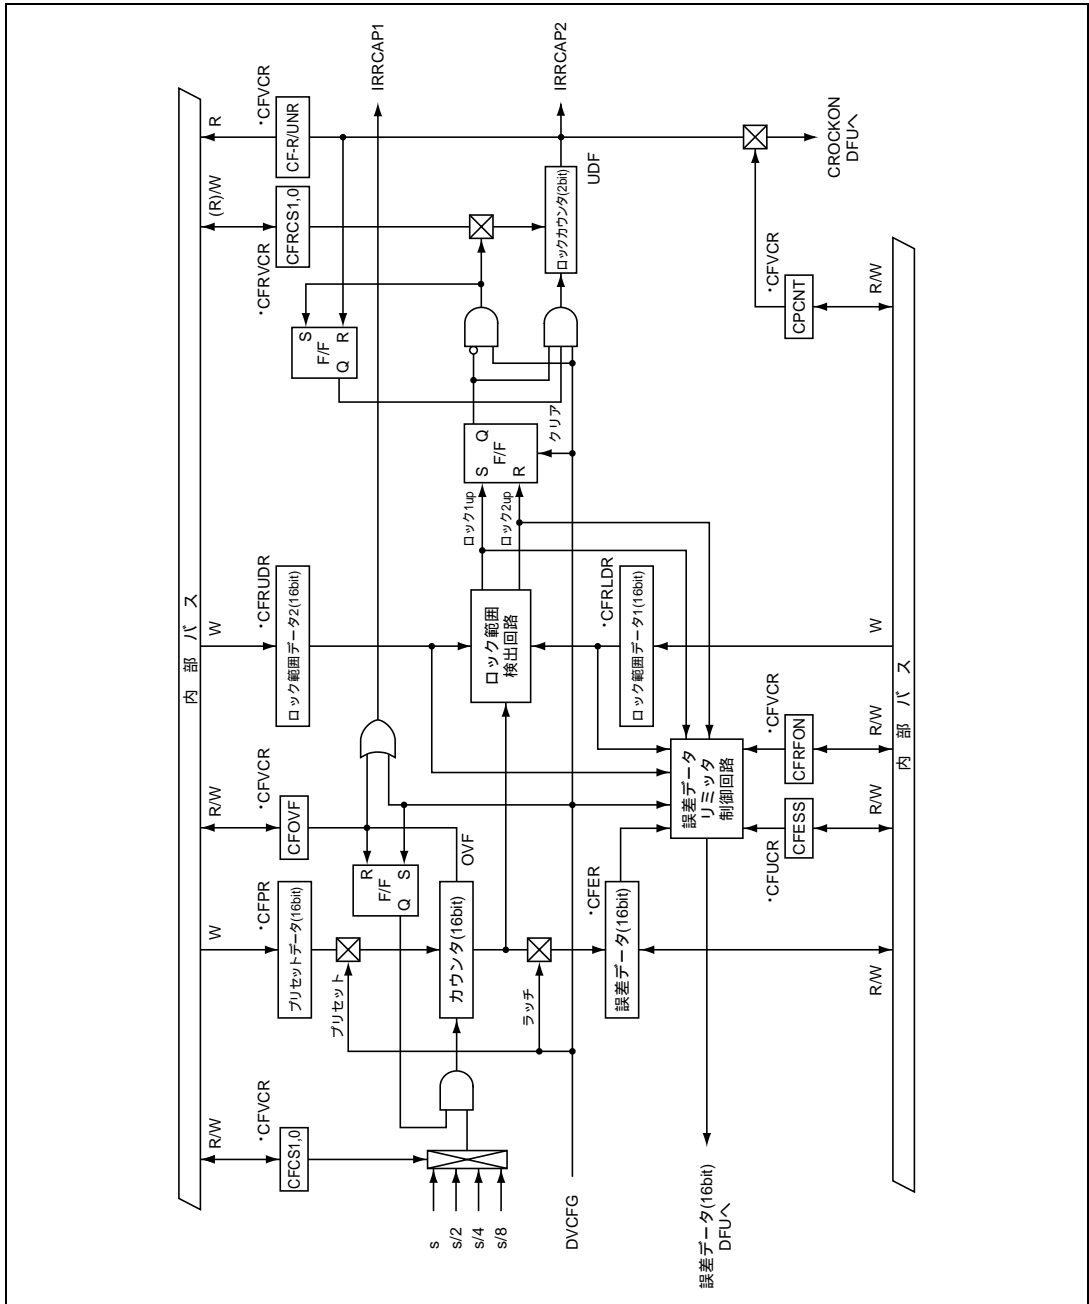 内部バス
R/W
・CFVCR
CFCS1,0
s
s/2
s/4
s/8
W
・CFPR
プリセットデータ(16bit)
プリセット
R/W
・CFVCR
CFOVF
R
F/F
S
Q
OVF
カウンタ(16bit)
ラッチ
・CFER
誤差データ(16bit)
R/W
DVCFG
W
・CFRUDR
ロック範囲データ2(16bit)
ロック範囲
検出回路
・CFRLDR
ロック範囲データ1(16bit)
W
ロック1up
ロック2up
S
F/F
Q
R
クリア
誤差データ
リミッタ
制御回路
・CFUCR
CFESS
R/W
・CFVCR
CFRFON
R/W
誤差データ(16bit)
DFUへ
(R)/W
・CFRVCR
CFRCS1,0
S
F/F
R
Q
ロックカウンタ(2bit)
UDF
R
・CFVCR
CF-R/UNR
IRRCAP1
IRRCAP2
・CFVCR
CPCNT
R/W
CROCKON
DFUへ
内部バス